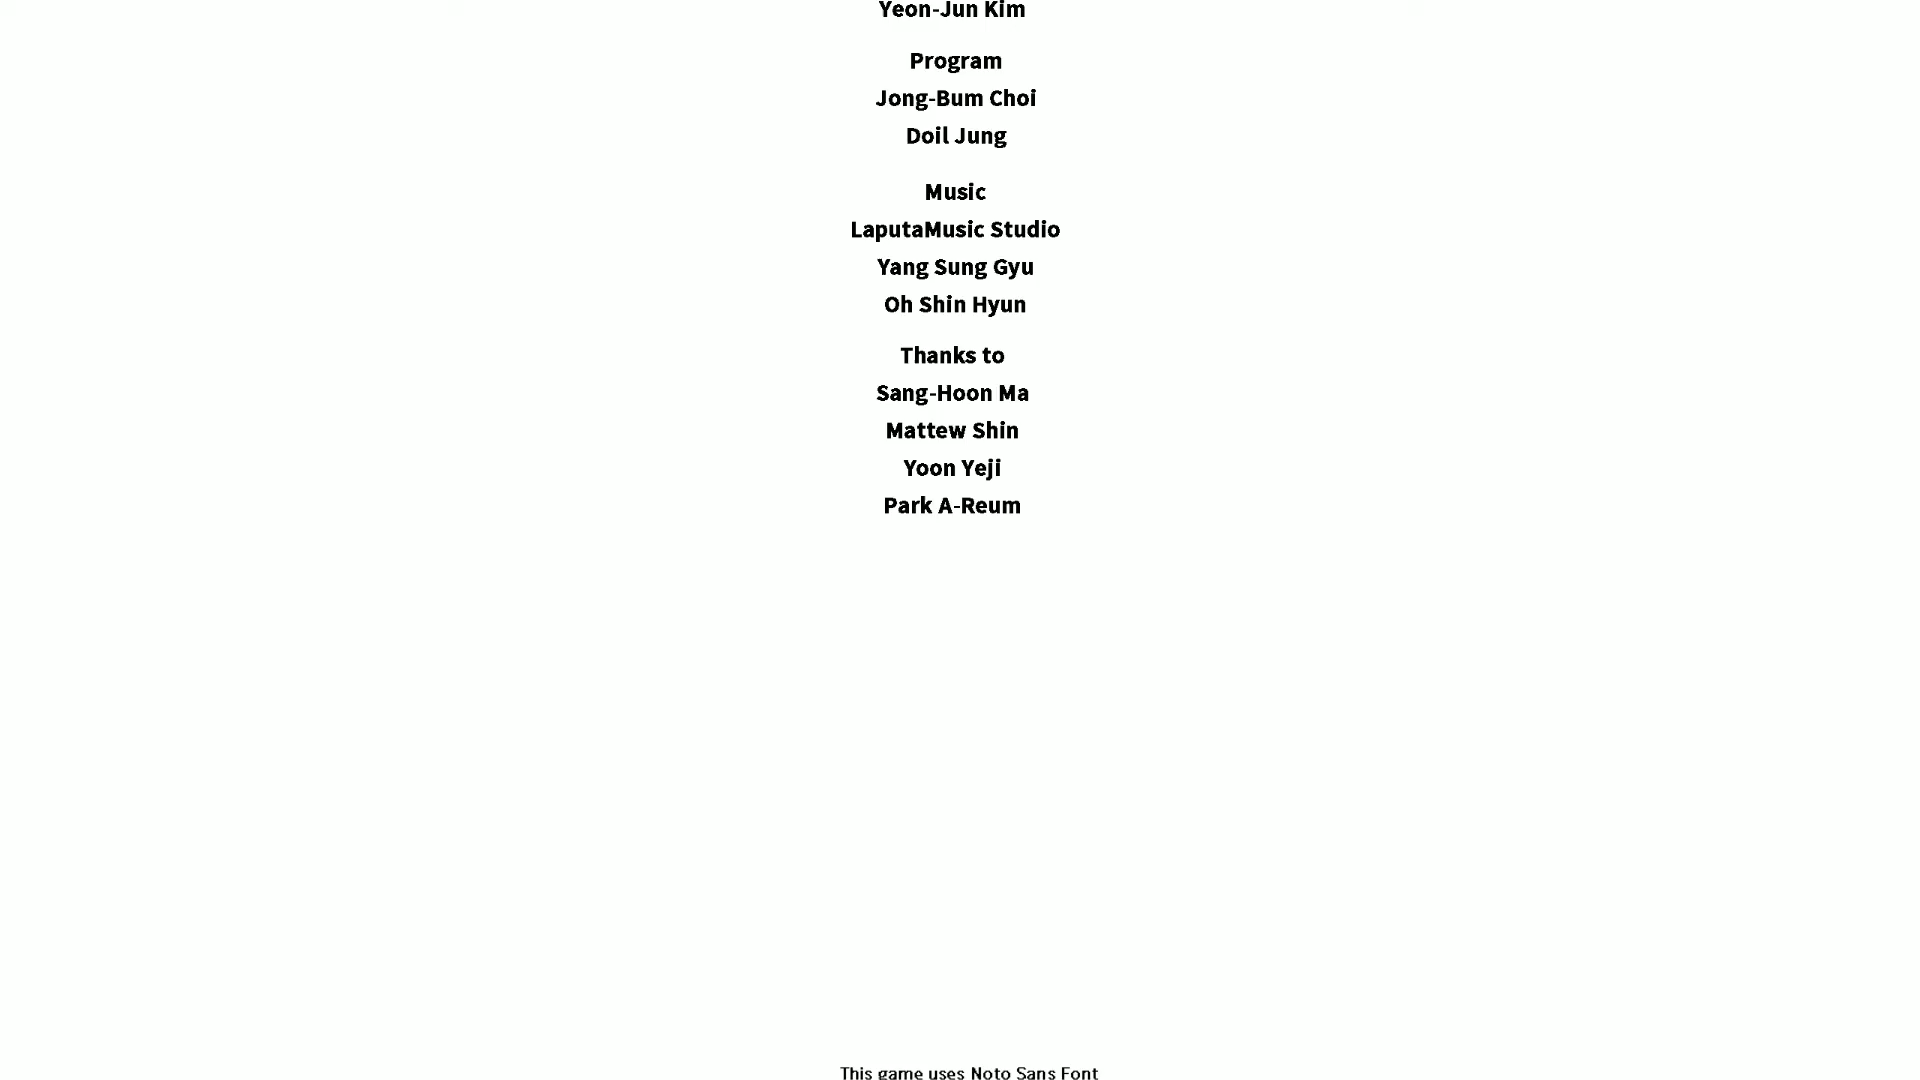 Yeon-Jun Kim
Program
Jong-Bum Choi
Doil Jung
Music
LaputaMusic Studio
Yang Sung Gyu
Oh Shin Hyun
Thanks to
Sang-Hoon Ma
Mattew Shin
Yoon Yeji
Park A-Reum
This game uses Noto Sans Font